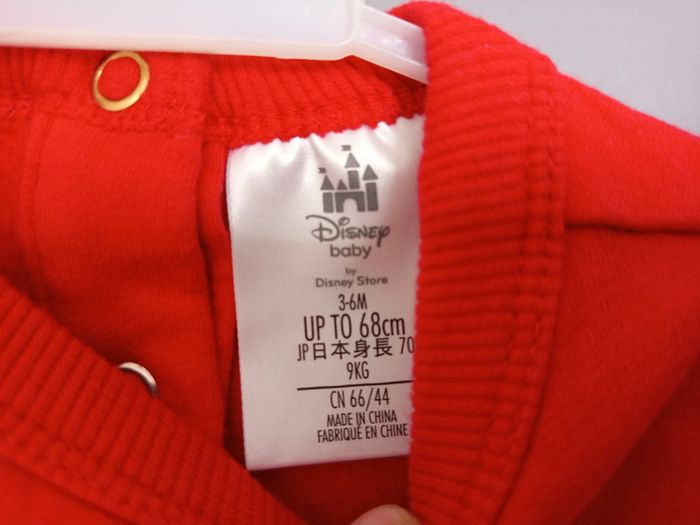 Disney
baby
by
Disney Store
3-6M
UP TO 68cm
JP日本身長 70
9KG
CN 66/44
MADE IN CHINA
FABRIQUÉ EN CHINE